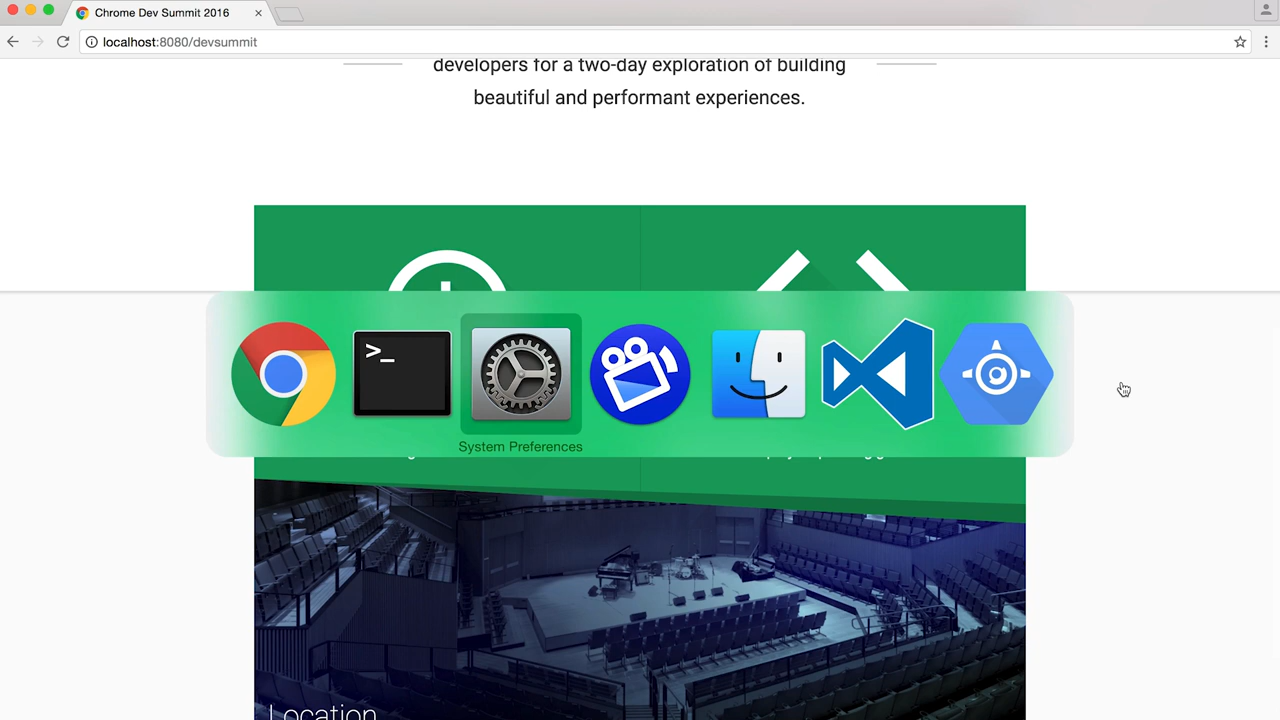 Chrome Dev Summit 2016
localhost:8080/devsummit
developers for a two-day exploration of building
beautiful and performant experiences.
>_
System Preferences
Location